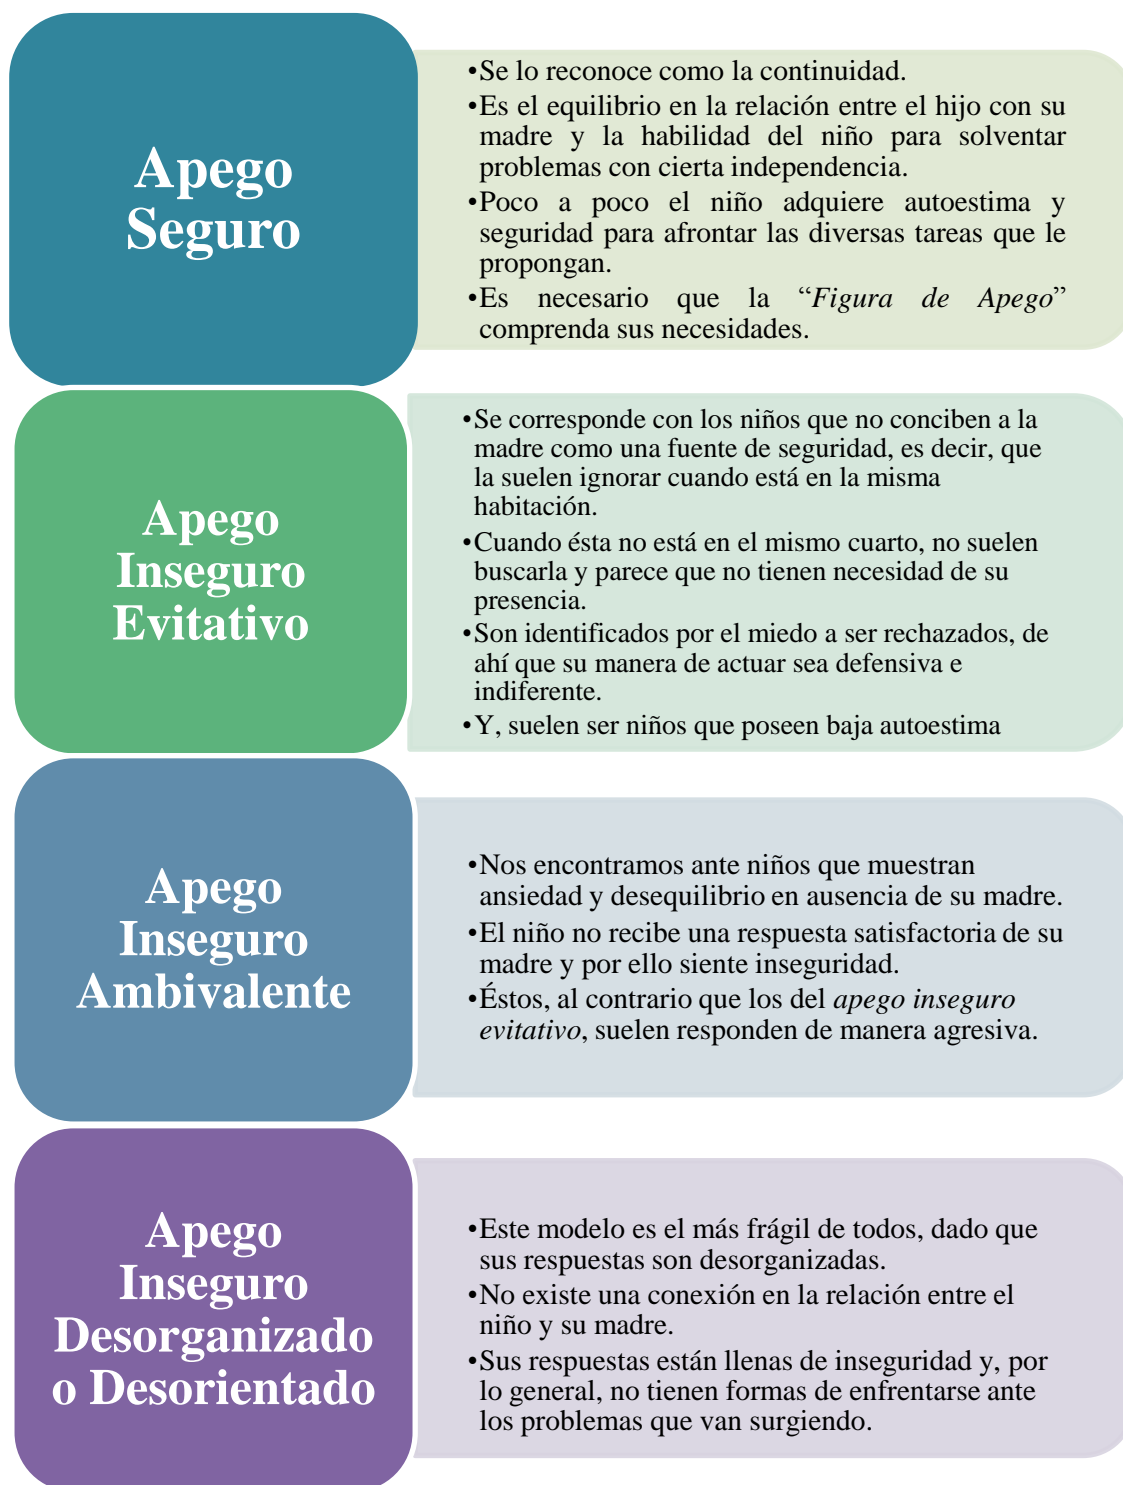 Apego
Seguro
•Se lo reconoce como la continuidad.
•Es el equilibrio en la relación entre el hijo con su
madre y la habilidad del niño para solventar
problemas con cierta independencia.
•Poco a poco el niño adquiere autoestima y
seguridad para afrontar las diversas tareas que le
propongan.
•Es necesario que la “Figura de Apego”
comprenda sus necesidades.
Apego
Inseguro
Evitativo
•Se corresponde con los niños que no conciben a la
madre como una fuente de seguridad, es decir, que
la suelen ignorar cuando está en la misma
habitación.
•Cuando ésta no está en el mismo cuarto, no suelen
buscarla y parece que no tienen necesidad de su
presencia.
•Son identificados por el miedo a ser rechazados, de
ahí que su manera de actuar sea defensiva e
indiferente.
•Y, suelen ser niños que poseen baja autoestima
Apego
Inseguro
Ambivalente
•Nos encontramos ante niños que muestran
ansiedad y desequilibrio en ausencia de su madre.
•El niño no recibe una respuesta satisfactoria de su
madre y por ello siente inseguridad.
•Éstos, al contrario que los del apego inseguro
evitativo, suelen responden de manera agresiva.
Apego
Inseguro
Desorganizado
o Desorientado
•Este modelo es el más frágil de todos, dado que
sus respuestas son desorganizadas.
•No existe una conexión en la relación entre el
niño y su madre.
•Sus respuestas están llenas de inseguridad y, por
lo general, no tienen formas de enfrentarse ante
los problemas que van surgiendo.